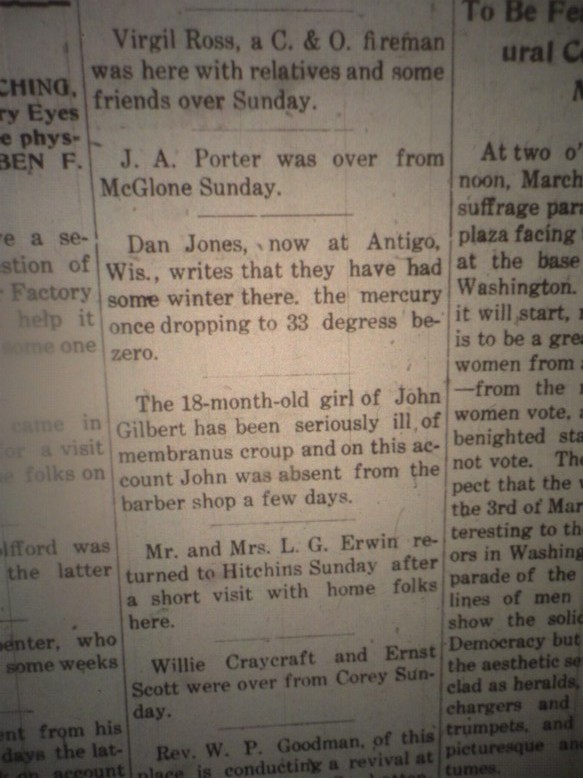 CHING,
ry Eyes
e phys-
BEN F.
ve a se-
stion of
Factory
help it
some one
came in
for a visit
e folks on
lifford was
the latter
penter, who
some weeks
ent from his
days the lat-
on account
Virgil Ross, a C. & O. fireman
was here with relatives and some
friends over Sunday.
J. A. Porter was over from
McGlone Sunday.
Dan Jones, now at Antigo,
Wis., writes that they have had
some winter there. the mercury
once dropping to 33 degress be-
zero.
The 18-month-old girl of John
Gilbert has been seriously ill of
membranus croup and on this ac-
count John was absent from the
barber shop a few days.
Mr. and Mrs. L. G. Erwin re-
turned to Hitchins Sunday after
a short visit with home folks
here.
Willie Craycraft and Ernst
Scott were over from Corey Sun-
day.
Rev. W. P. Goodman, of this
place is conducting a revival at
To Be Fe
ural C
At two o'
noon, March
suffrage par
plaza facing
at the base
Washington.
it will start,
is to be a gre
women from
—from the
women vote,
benighted sta
not vote. The
pect that the
the 3rd of Mar
teresting to th
ors in Washing
parade of the
lines of men
show the solid
Democracy but
the aesthetic se
clad as heralds,
chargers and
trumpets, and
picturesque an
tumes.